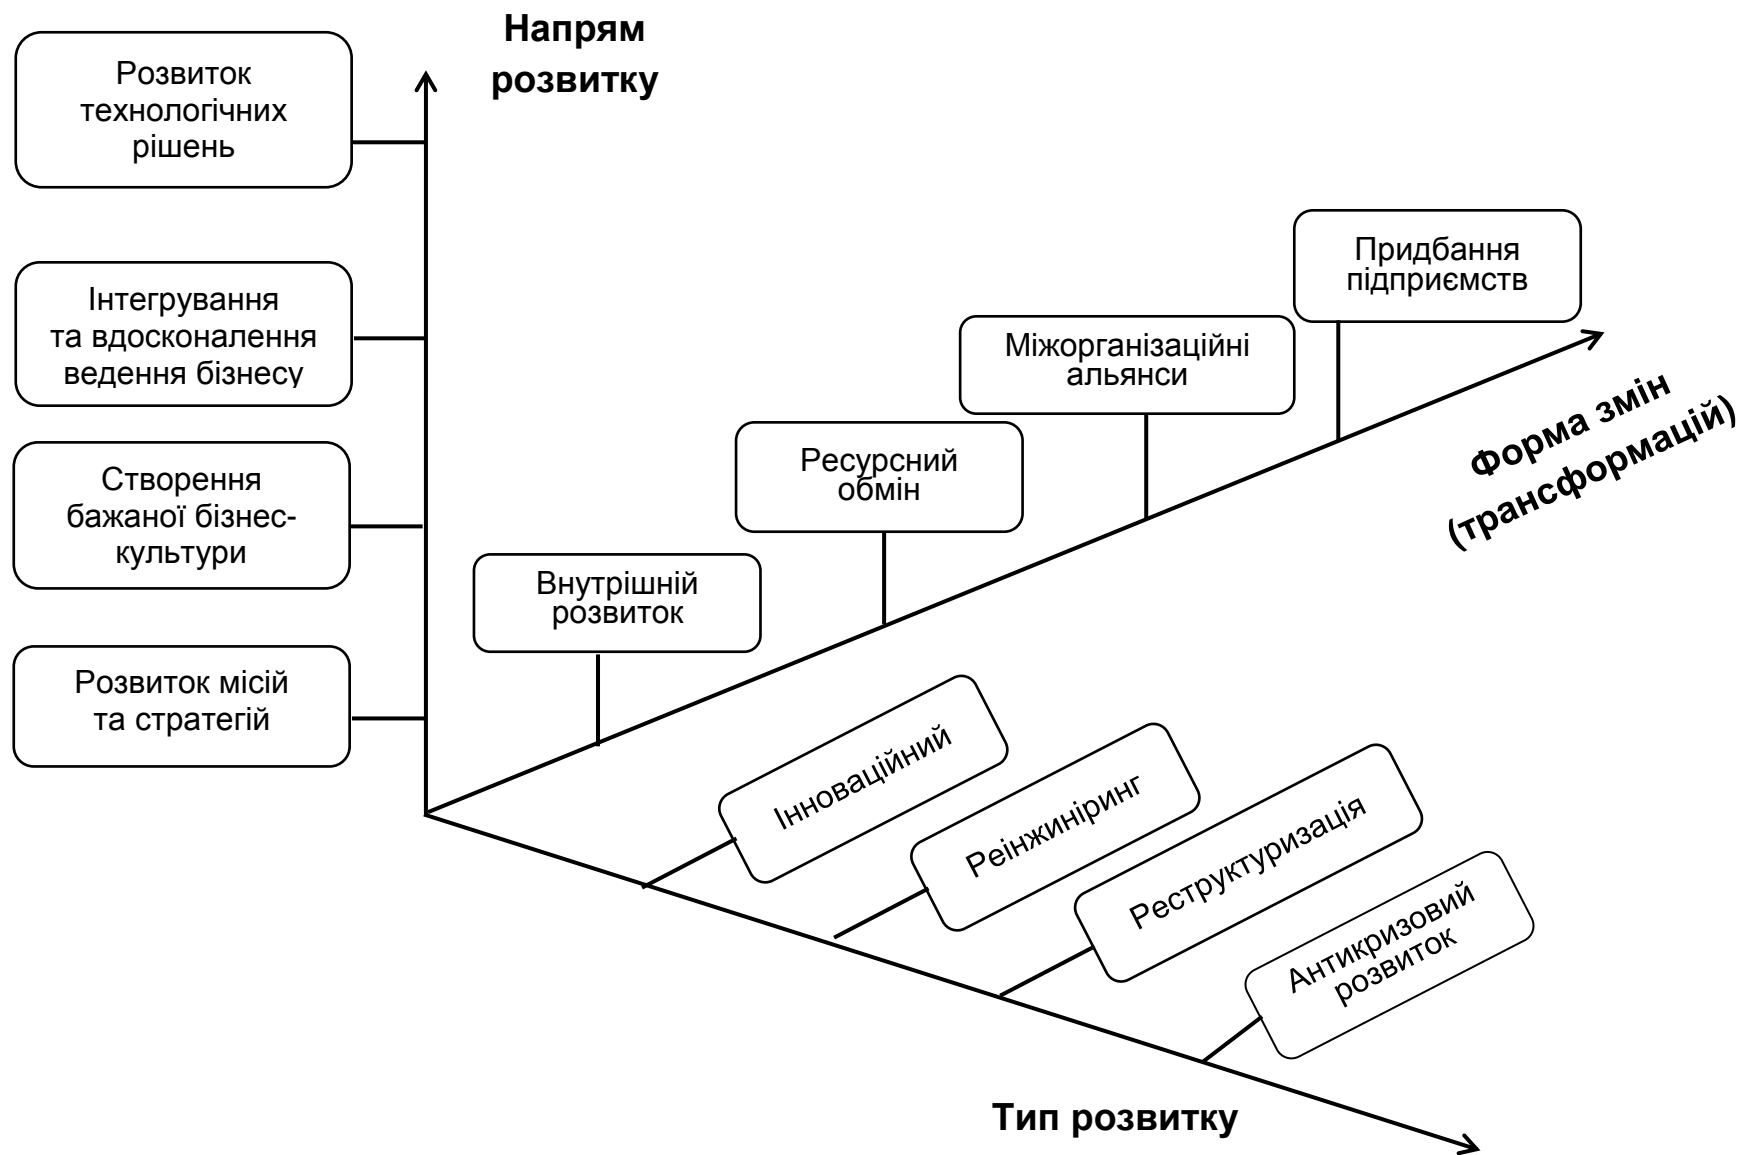 Напрям
розвитку
Розвиток
технологічних
рішень
Інтегрування
та вдосконалення
ведення бізнесу
Створення
бажаної бізнес-
культури
Розвиток місій
та стратегій
Придбання
підприємств
Міжорганізаційні
альянси
Ресурсний
обмін
Внутрішній
розвиток
Форма змін
(трансформацій)
Інноваційний
Реінжиніринг
Реструктуризація
Антикризовий
розвиток
Тип розвитку